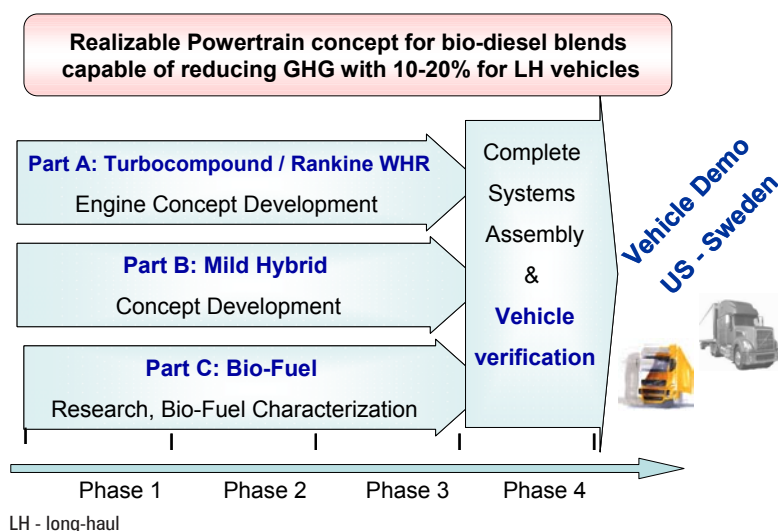 Realizable Powertrain concept for bio-diesel blends
capable of reducing GHG with 10-20% for LH vehicles
Part A: Turbocompound / Rankine WHR
Engine Concept Development
Part B: Mild Hybrid
Concept Development
Part C: Bio-Fuel
Research, Bio-Fuel Characterization
Complete
Systems
Assembly
&
Vehicle
verification
Vehicle Demo
US - Sweden
Phase 1
Phase 2
Phase 3
Phase 4
LH - long-haul